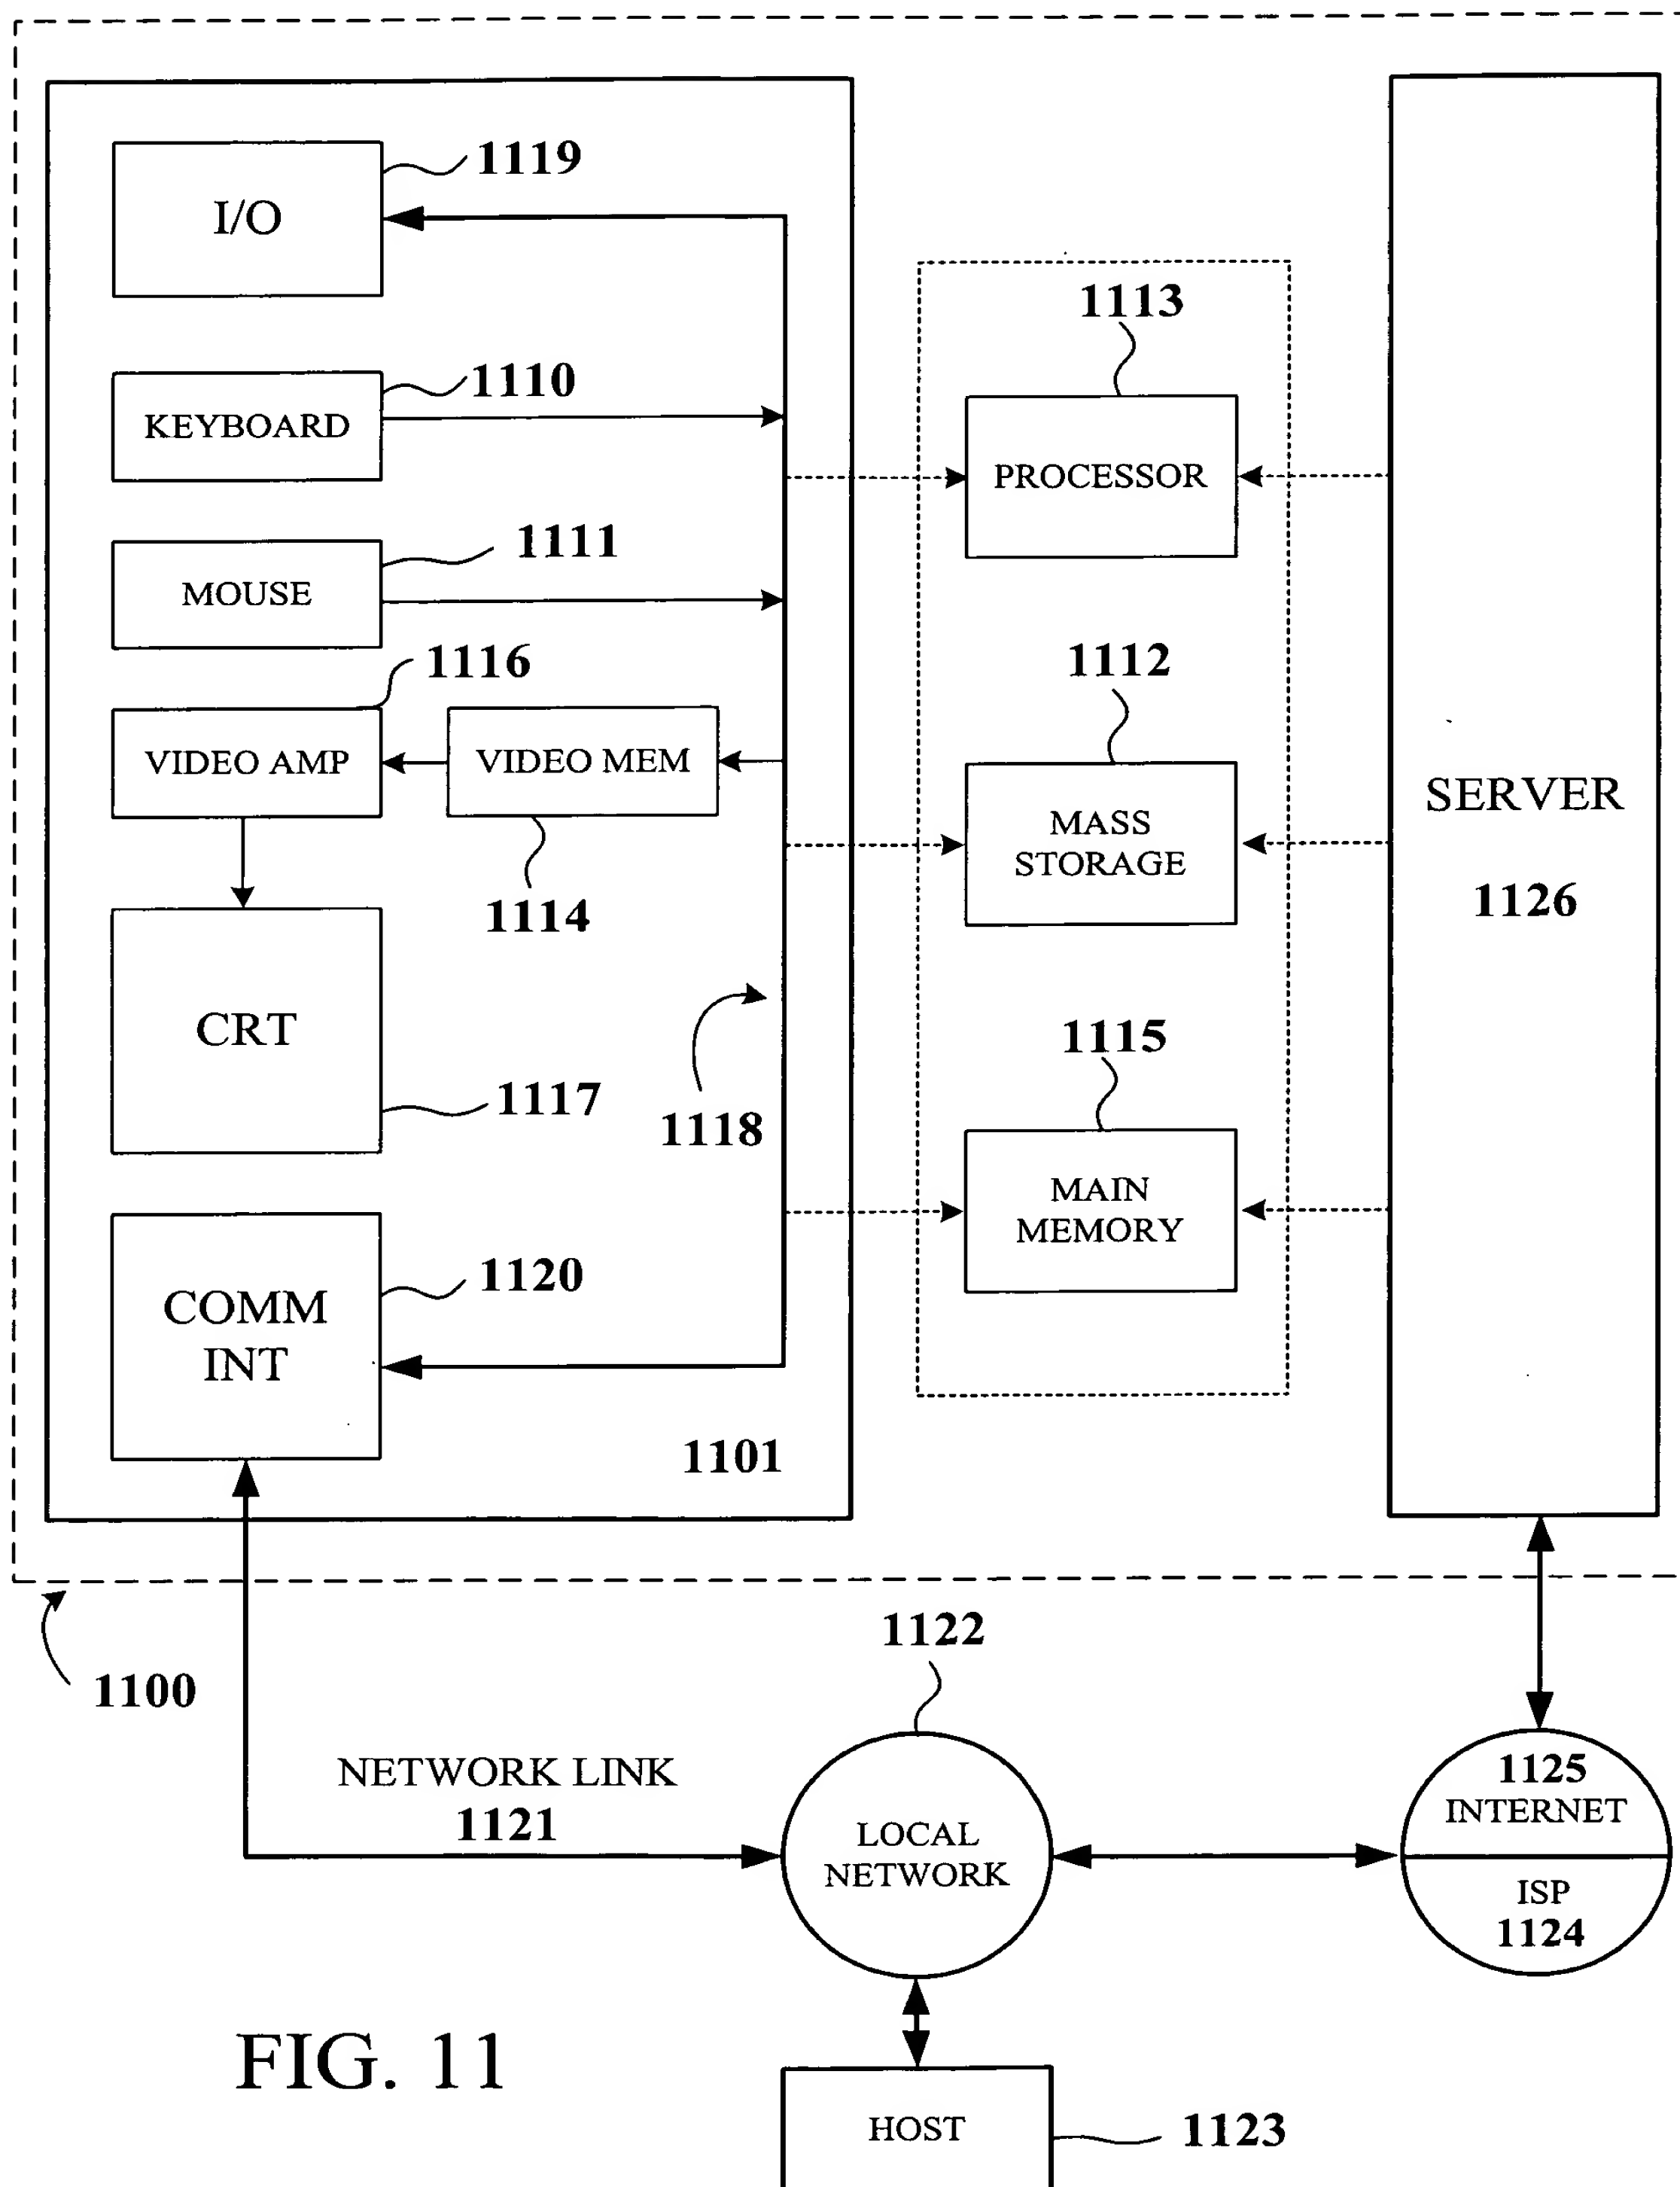 1119
I/O
1113
1110
KEYBOARD
PROCESSOR
1111
MOUSE
1116
1112
VIDEO AMP
VIDEO MEM
SERVER
MASS
STORAGE
1126
1114
CRT
1115
1117
1118
MAIN
MEMORY
1120
COMM
INT
1101
1122
1100
NETWORK LINK
1121
1125
INTERNET
LOCAL
NETWORK
ISP
1124
FIG. 11
HOST
1123